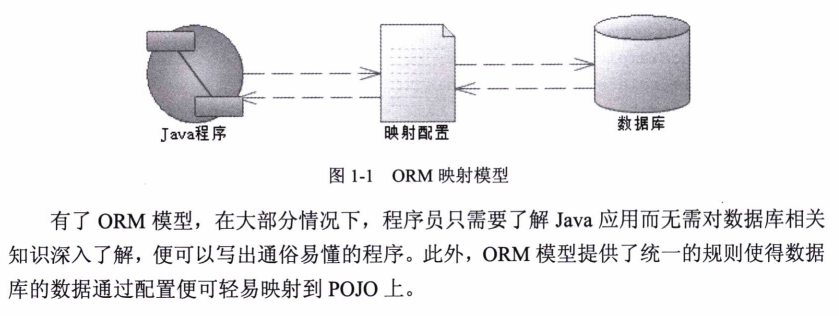 Java程序
映射配置
数据库
图 1-1 ORM 映射模型
有了 ORM 模型，在大部分情况下，程序员只需要了解 Java 应用而无需对数据库相关
知识深入了解，便可以写出通俗易懂的程序。此外，ORM 模型提供了统一的规则使得数据
库的数据通过配置便可轻易映射到 POJO 上。